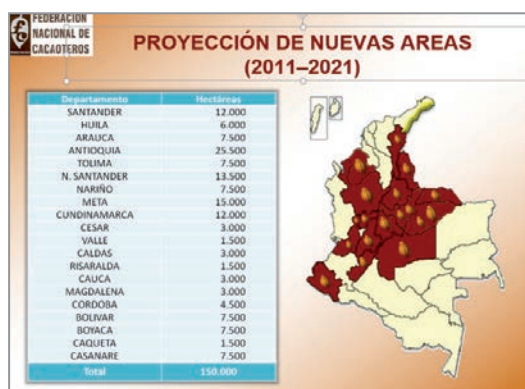 FEDERACIÓN
NACIONAL DE
CACAOTEROS
PROYECCIÓN DE NUEVAS AREAS
(2011–2021)
Departamento Hectáreas
SANTANDER 12.000
HUILA 6.000
ARAUCA 7.500
ANTIOQUIA 25.500
TOLIMA 7.500
N. SANTANDER 13.500
NARIÑO 7.500
META 15.000
CUNDINAMARCA 12.000
CESAR 3.000
VALLE 1.500
CALDAS 3.000
RISARALDA 1.500
CAUCA 3.000
MAGDALENA 3.000
CORDOBA 4.500
BOLIVAR 7.500
BOYACA 7.500
CAQUETA 1.500
CASANARE 7.500
Total 150.000